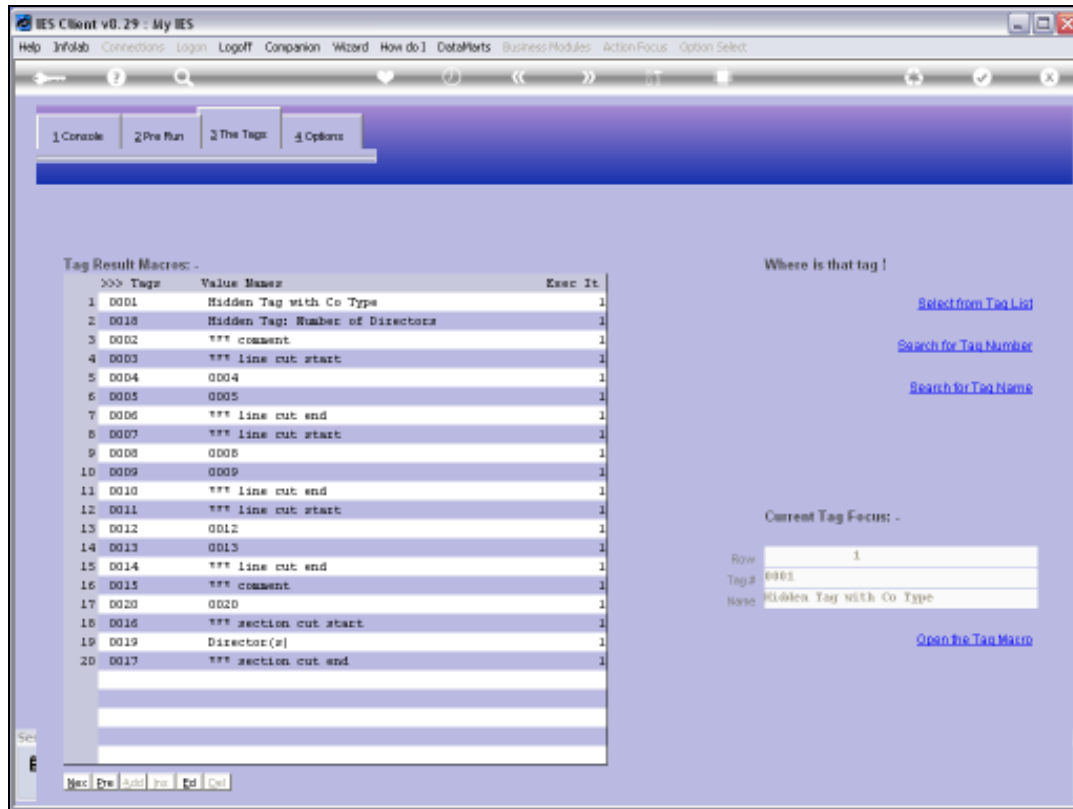 IES Client v8.29 : My IES
Help Infolab Connections Logon Logoff Companion Wizard How do I DataMarts Business Modules Action Focus Option Select
1 Console 2 Pre Run 3 The Tags 4 Options
Tag Result Macros: -
>>> Tags Value Names Exec It
1 0001 Hidden Tag with Co Type 1
2 0018 Hidden Tag: Number of Directors 1
3 0002 *** comment 1
4 0003 *** line cut start 1
5 0004 0004 1
6 0005 0005 1
7 0006 *** line cut end 1
8 0007 *** line cut start 1
9 0008 0008 1
10 0009 0009 1
11 0010 *** line cut end 1
12 0011 *** line cut start 1
13 0012 0012 1
14 0013 0013 1
15 0014 *** line cut end 1
16 0015 *** comment 1
17 0020 0020 1
18 0016 *** section cut start 1
19 0019 Director(s) 1
20 0017 *** section cut end 1
Nex Pre Add Ins Ed Del
Where is that tag !
Select from Tag List
Search for Tag Number
Search for Tag Name
Current Tag Focus: -
Row 1
Tag # 0001
Name Hidden Tag with Co Type
Open the Tag Macro